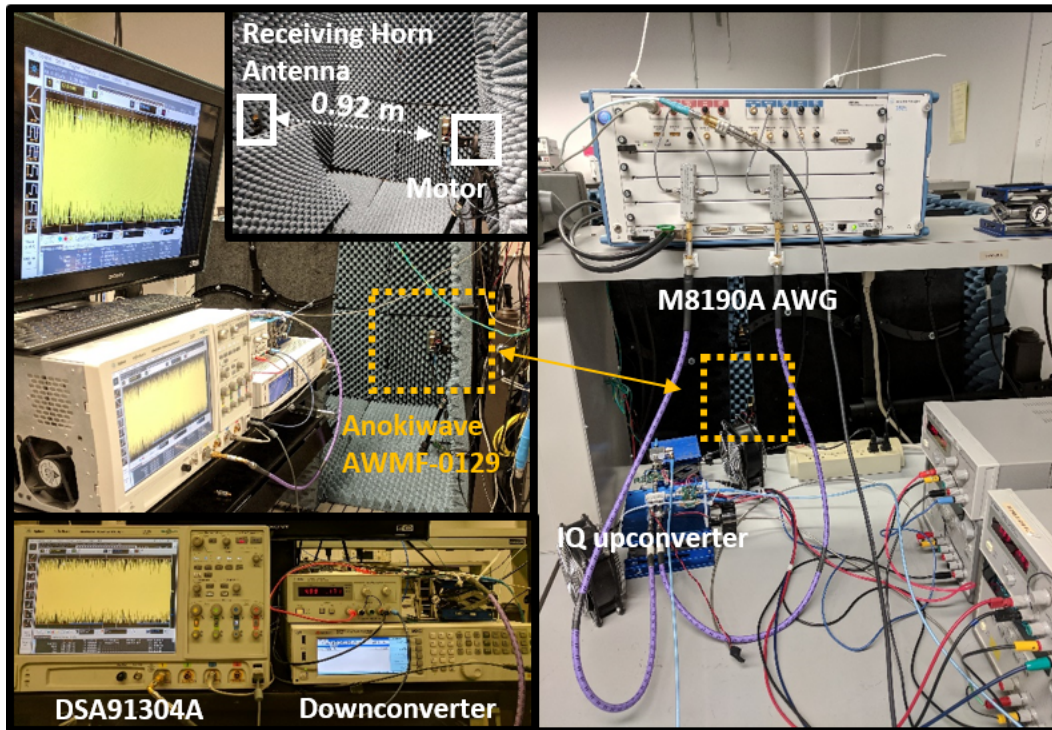 Receiving Horn
Antenna
0.92 m
Motor
M8190A AWG
Anokiwave
AWMF-0129
IQ upconverter
DSA91304A
Downconverter